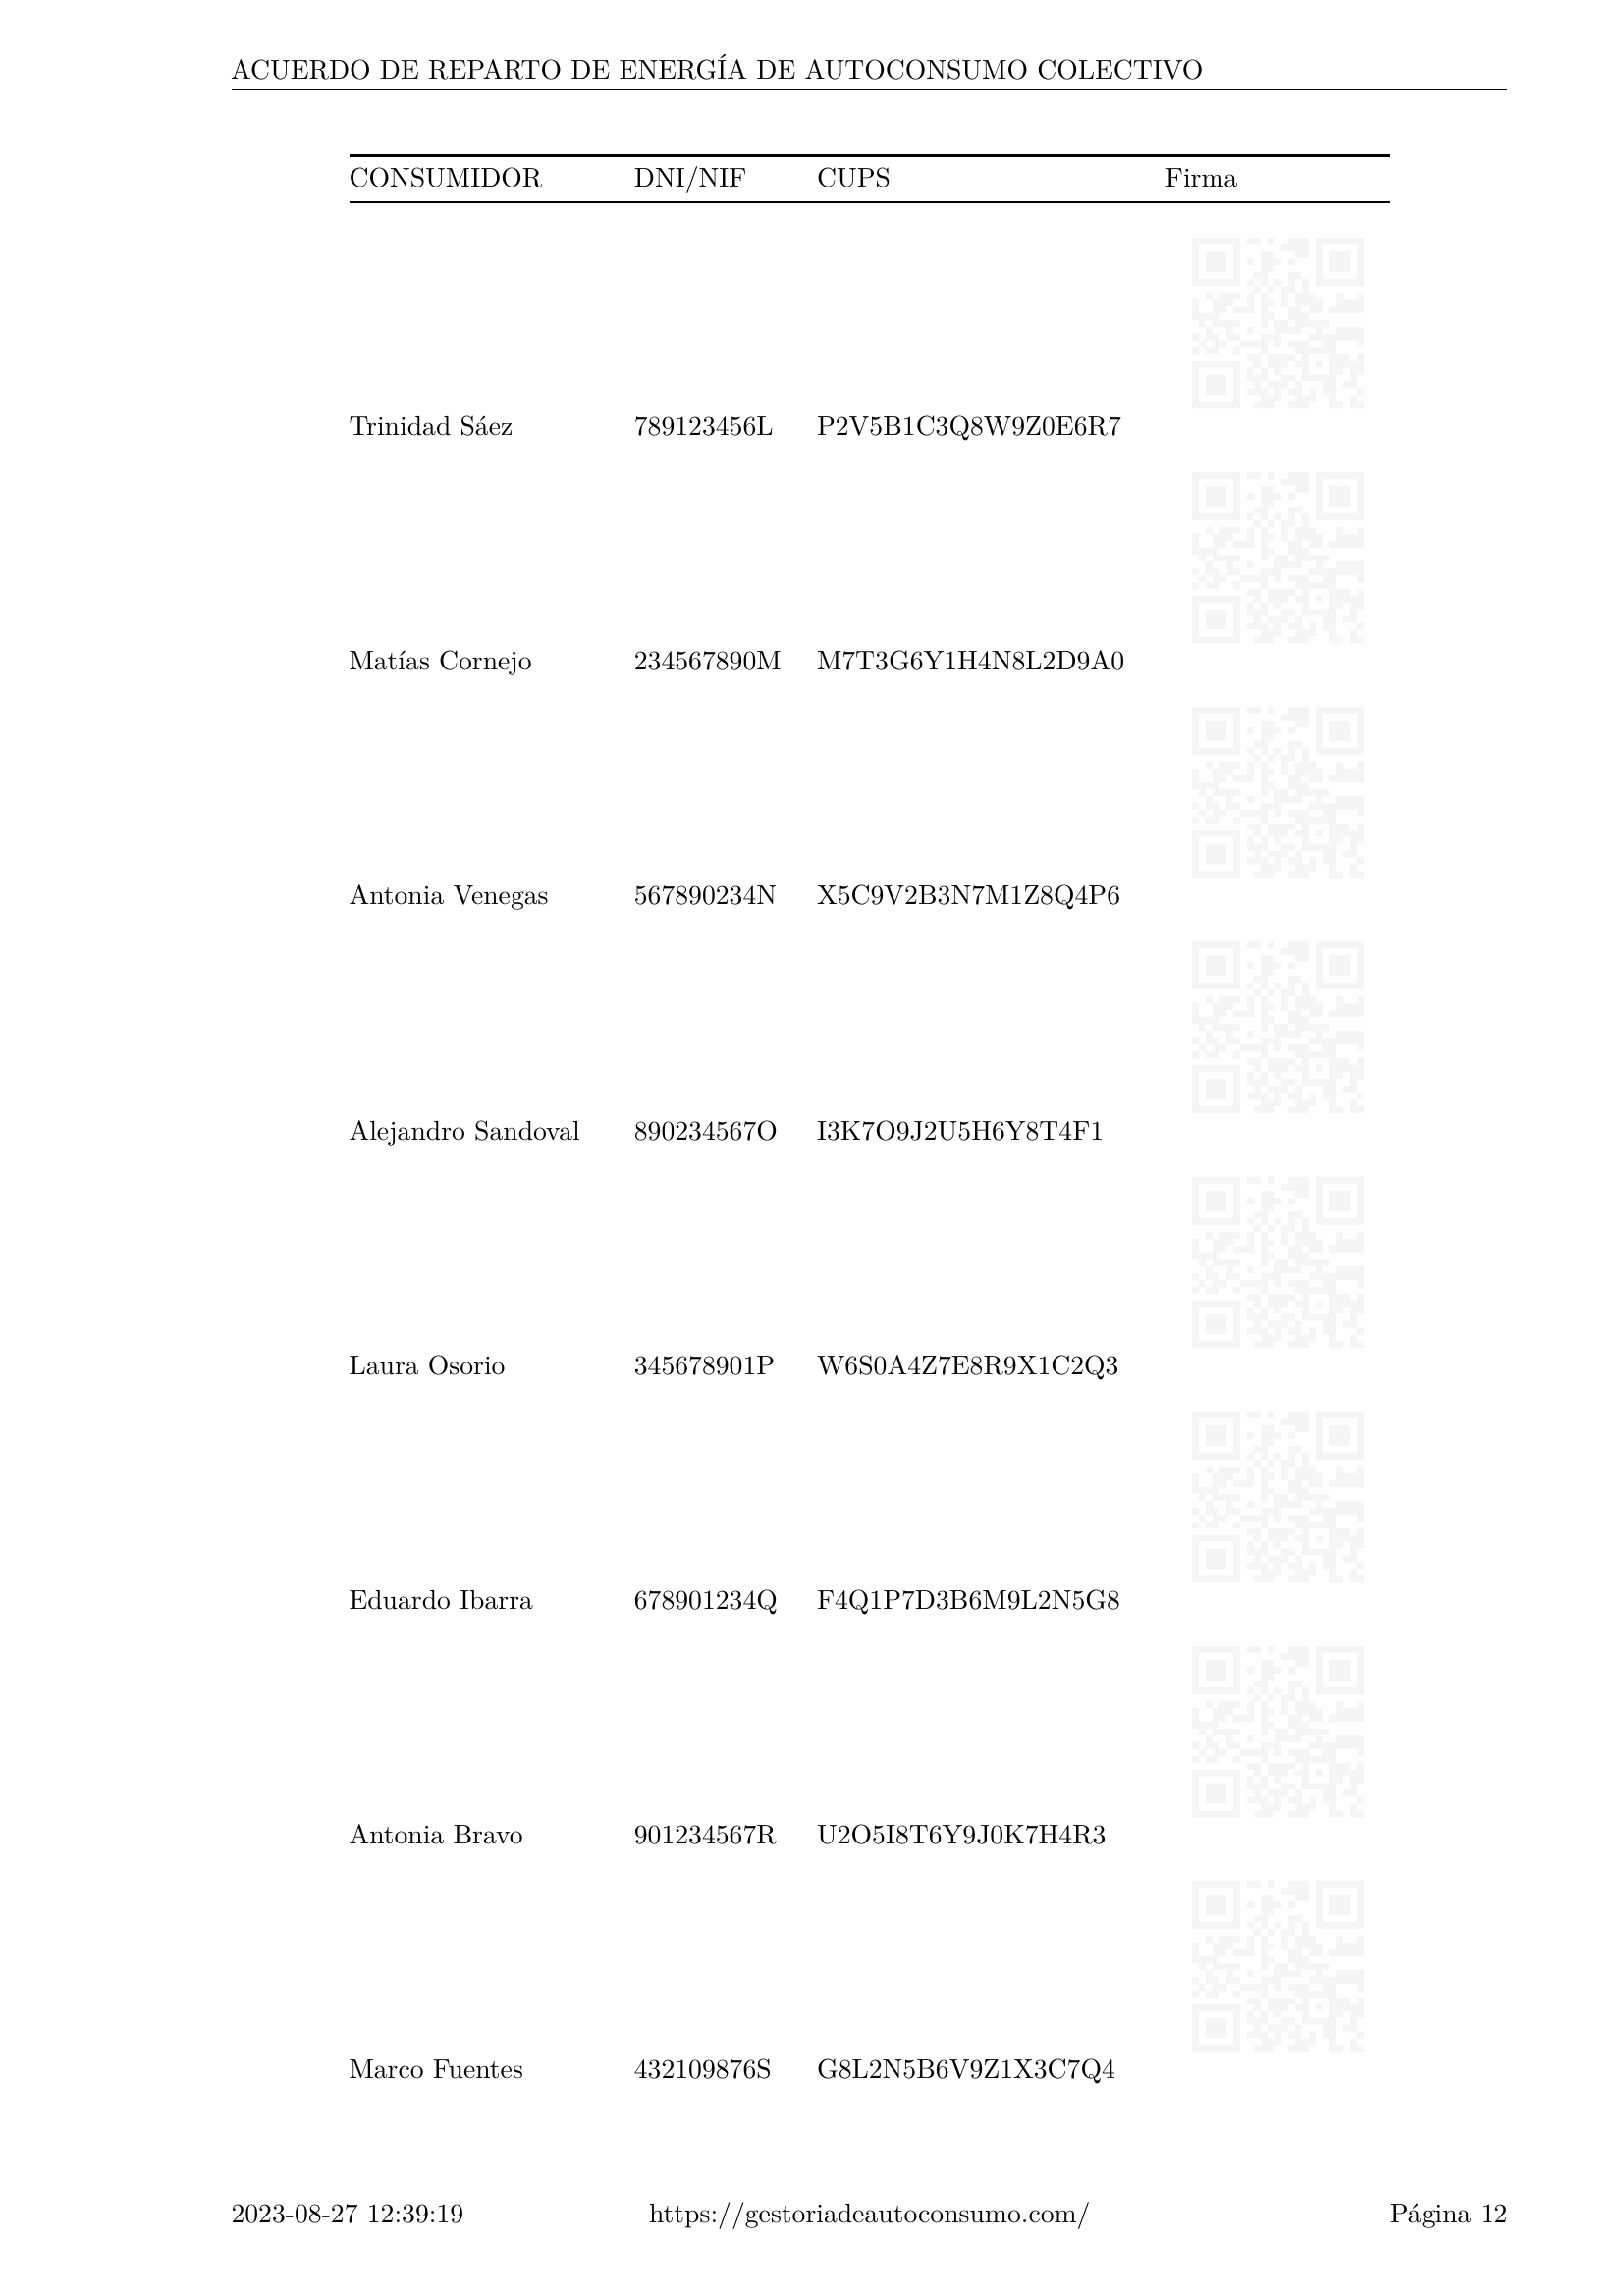 ACUERDO DE REPARTO DE ENERGÍA DE AUTOCONSUMO COLECTIVO
CONSUMIDOR DNI/NIF CUPS Firma
Trinidad Sáez 789123456L P2V5B1C3Q8W9Z0E6R7
Matías Cornejo 234567890M M7T3G6Y1H4N8L2D9A0
Antonia Venegas 567890234N X5C9V2B3N7M1Z8Q4P6
Alejandro Sandoval 890234567O I3K7O9J2U5H6Y8T4F1
Laura Osorio 345678901P W6S0A4Z7E8R9X1C2Q3
Eduardo Ibarra 678901234Q F4Q1P7D3B6M9L2N5G8
Antonia Bravo 901234567R U2O5I8T6Y9J0K7H4R3
Marco Fuentes 432109876S G8L2N5B6V9Z1X3C7Q4
2023-08-27 12:39:19 https://gestoriadeautoconsumo.com/ Página 12